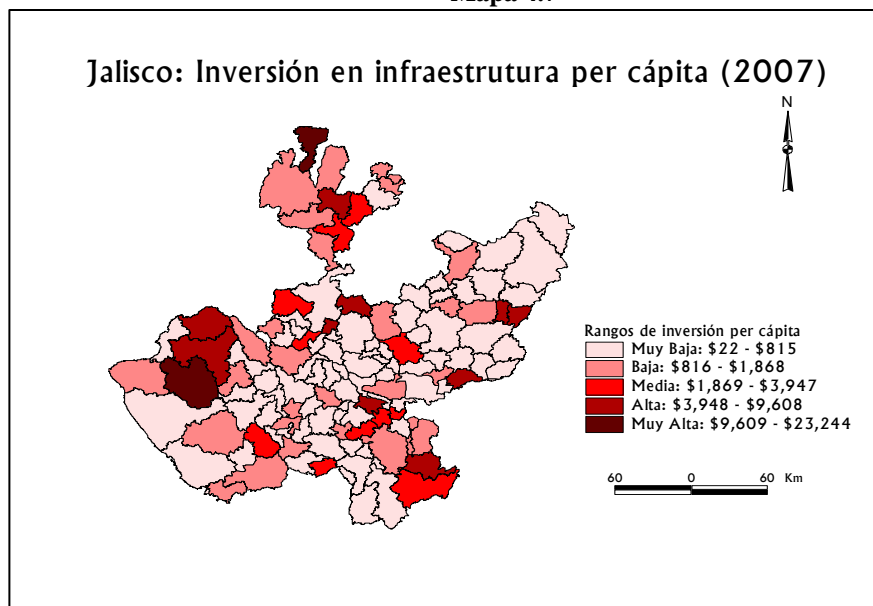 Jalisco: Inversión en infraestrutura per cápita (2007)
N
Rangos de inversión per cápita
Muy Baja: $22 - $815
Baja: $816 - $1,868
Media: $1,869 - $3,947
Alta: $3,948 - $9,608
Muy Alta: $9,609 - $23,244
60 0 60 Km